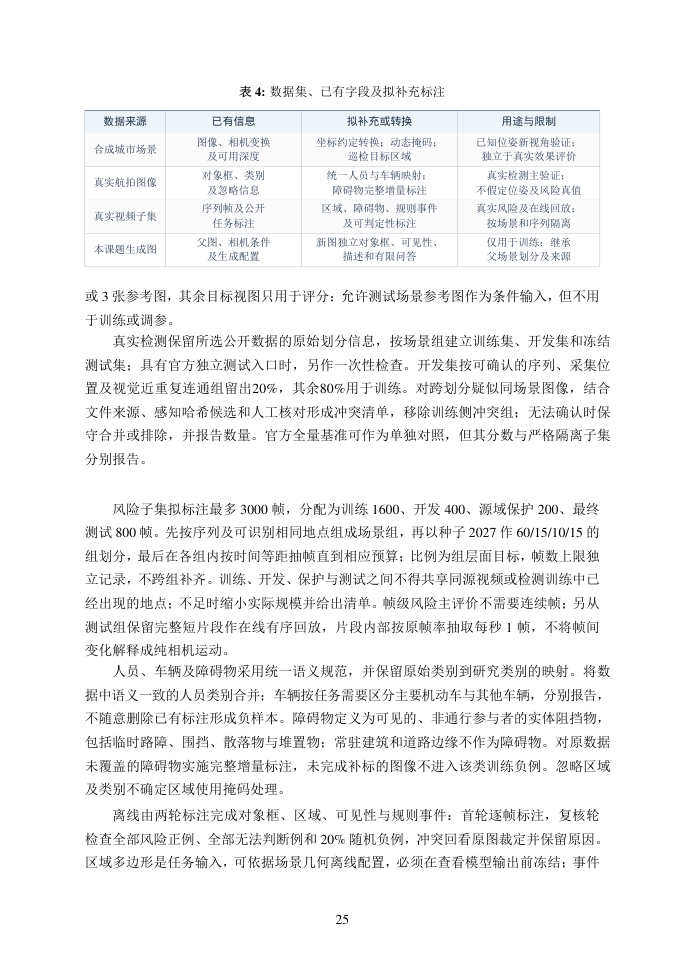 表 4: 数据集、已有字段及拟补充标注
数据来源 已有信息 拟补充或转换 用途与限制
合成城市场景 图像、相机变换及可用深度 坐标约定转换；动态掩码；巡检目标区域 已知位姿新视角验证；独立于真实效果评价
真实航拍图像 对象框、类别及忽略信息 统一人员与车辆映射；障碍物完整增量标注 真实检测主验证；不假定位姿及风险真值
真实视频子集 序列帧及公开任务标注 区域、障碍物、规则事件及可判定性标注 真实风险及在线回放；按场景和序列隔离
本课题生成图 父图、相机条件及生成配置 新图独立对象框、可见性、描述和有限问答 仅用于训练；继承父场景划分及来源
或 3 张参考图，其余目标视图只用于评分；允许测试场景参考图作为条件输入，但不用
于训练或调参。
真实检测保留所选公开数据的原始划分信息，按场景组建立训练集、开发集和冻结
测试集；具有官方独立测试入口时，另作一次性检查。开发集按可确认的序列、采集位
置及视觉近重复连通组留出20%，其余80%用于训练。对跨划分疑似同场景图像，结合
文件来源、感知哈希候选和人工核对形成冲突清单，移除训练侧冲突组；无法确认时保
守合并或排除，并报告数量。官方全量基准可作为单独对照，但其分数与严格隔离子集
分别报告。
风险子集拟标注最多 3000 帧，分配为训练 1600、开发 400、源域保护 200、最终
测试 800 帧。先按序列及可识别相同地点组成场景组，再以种子 2027 作 60/15/10/15 的
组划分，最后在各组内按时间等距抽帧直到相应预算；比例为组层面目标，帧数上限独
立记录，不跨组补齐。训练、开发、保护与测试之间不得共享同源视频或检测训练中已
经出现的地点；不足时缩小实际规模并给出清单。帧级风险主评价不需要连续帧；另从
测试组保留完整短片段作在线有序回放，片段内部按原帧率抽取每秒 1 帧，不将帧间
变化解释成纯相机运动。
人员、车辆及障碍物采用统一语义规范，并保留原始类别到研究类别的映射。将数
据中语义一致的人员类别合并；车辆按任务需要区分主要机动车与其他车辆，分别报告，
不随意删除已有标注形成负样本。障碍物定义为可见的、非通行参与者的实体阻挡物，
包括临时路障、围挡、散落物与堆置物；常驻建筑和道路边缘不作为障碍物。对原数据
未覆盖的障碍物实施完整增量标注，未完成补标的图像不进入该类训练负例。忽略区域
及类别不确定区域使用掩码处理。
离线由两轮标注完成对象框、区域、可见性与规则事件：首轮逐帧标注，复核轮
检查全部风险正例、全部无法判断例和 20% 随机负例，冲突回看原图裁定并保留原因。
区域多边形是任务输入，可依据场景几何离线配置，必须在查看模型输出前冻结；事件
25